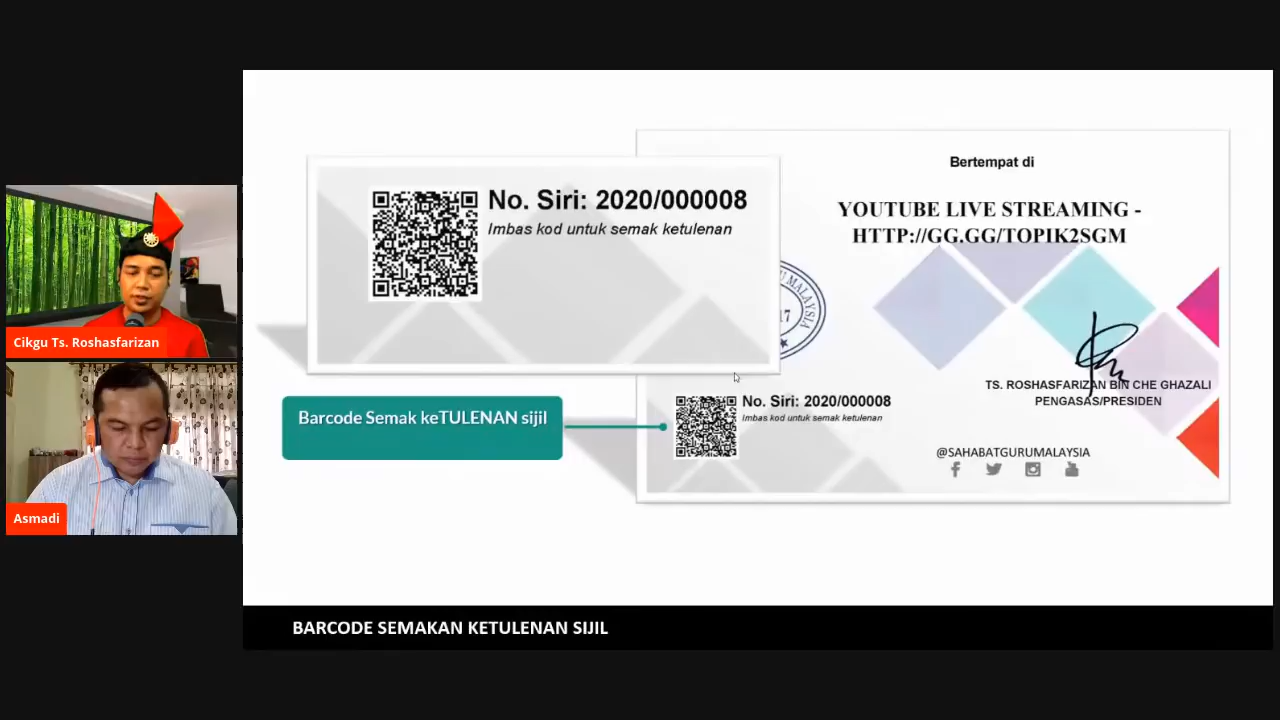 Cikgu Ts. Roshasfarizan
Asmadi
No. Siri: 2020/000008
Imbas kod untuk semak ketulenan
Barcode Semak keTULENAN sijil
Bertempat di
YOUTUBE LIVE STREAMING -
HTTP://GG.GG/TOPIK2SGM
MALAYSIA
17
TS. ROSHASFARIZAN BIN CHE GHAZALI
PENGASAS/PRESIDEN
No. Siri: 2020/000008
Imbas kod untuk semak ketulenan
@SAHABATGURUMALAYSIA
BARCODE SEMAKAN KETULENAN SIJIL